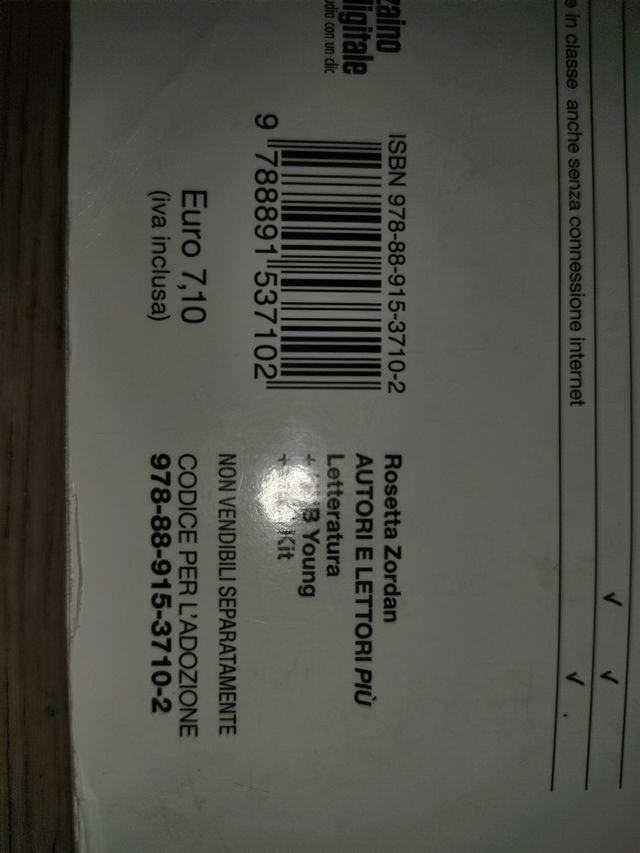 e in classe anche senza connessione internet
zaino
digitale
udio con un clic
ISBN 978-88-915-3710-2
9 788891 537102
Euro 7,10
(iva inclusa)
Rosetta Zordan
AUTORI E LETTORI PIÙ
Letteratura
+ B Young
+ Kit
NON VENDIBILI SEPARATAMENTE
CODICE PER L'ADOZIONE
978-88-915-3710-2